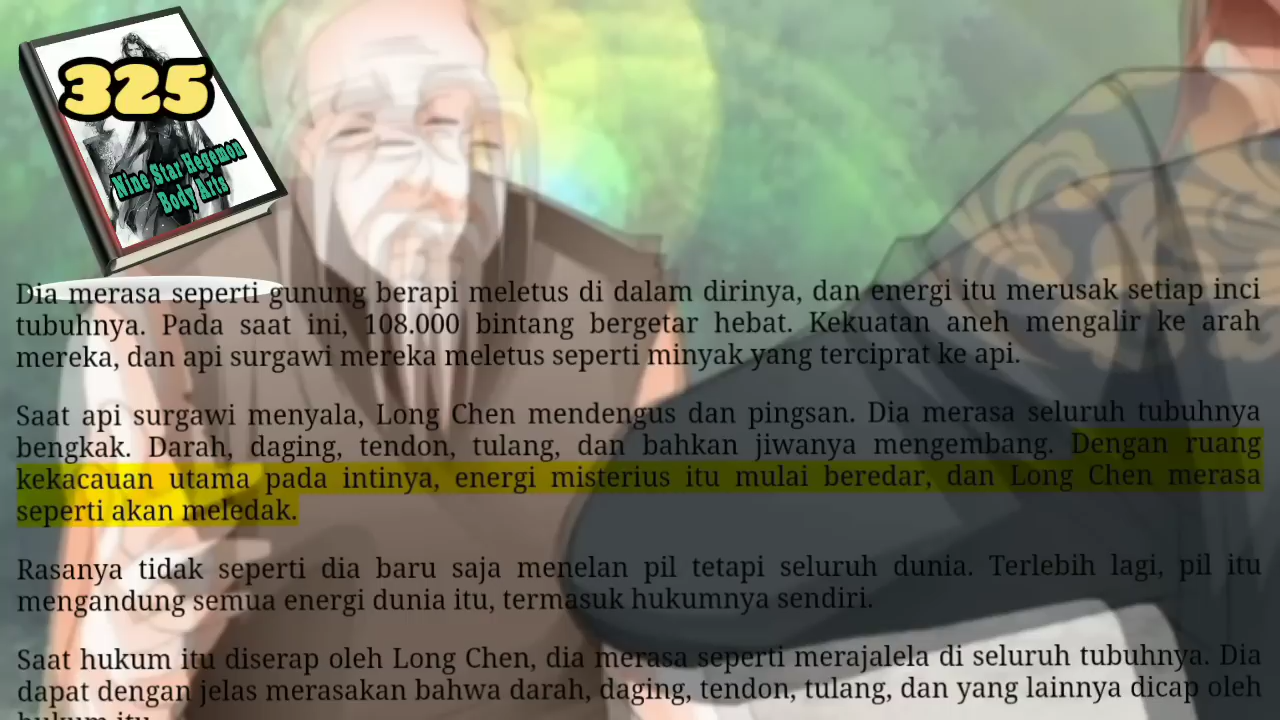 325
Nine Star Hegemon
Body Arts
Dia merasa seperti gunung berapi meletus di dalam dirinya, dan energi itu merusak setiap inci
tubuhnya. Pada saat ini, 108.000 bintang bergetar hebat. Kekuatan aneh mengalir ke arah
mereka, dan api surgawi mereka meletus seperti minyak yang terciprat ke api.
Saat api surgawi menyala, Long Chen mendengus dan pingsan. Dia merasa seluruh tubuhnya
bengkak. Darah, daging, tendon, tulang, dan bahkan jiwanya mengembang. Dengan ruang
kekacauan utama pada intinya, energi misterius itu mulai beredar, dan Long Chen merasa
seperti akan meledak.
Rasanya tidak seperti dia baru saja menelan pil tetapi seluruh dunia. Terlebih lagi, pil itu
mengandung semua energi dunia itu, termasuk hukumnya sendiri.
Saat hukum itu diserap oleh Long Chen, dia merasa seperti merajalela di seluruh tubuhnya. Dia
dapat dengan jelas merasakan bahwa darah, daging, tendon, tulang, dan yang lainnya dicap oleh
hukum itu.